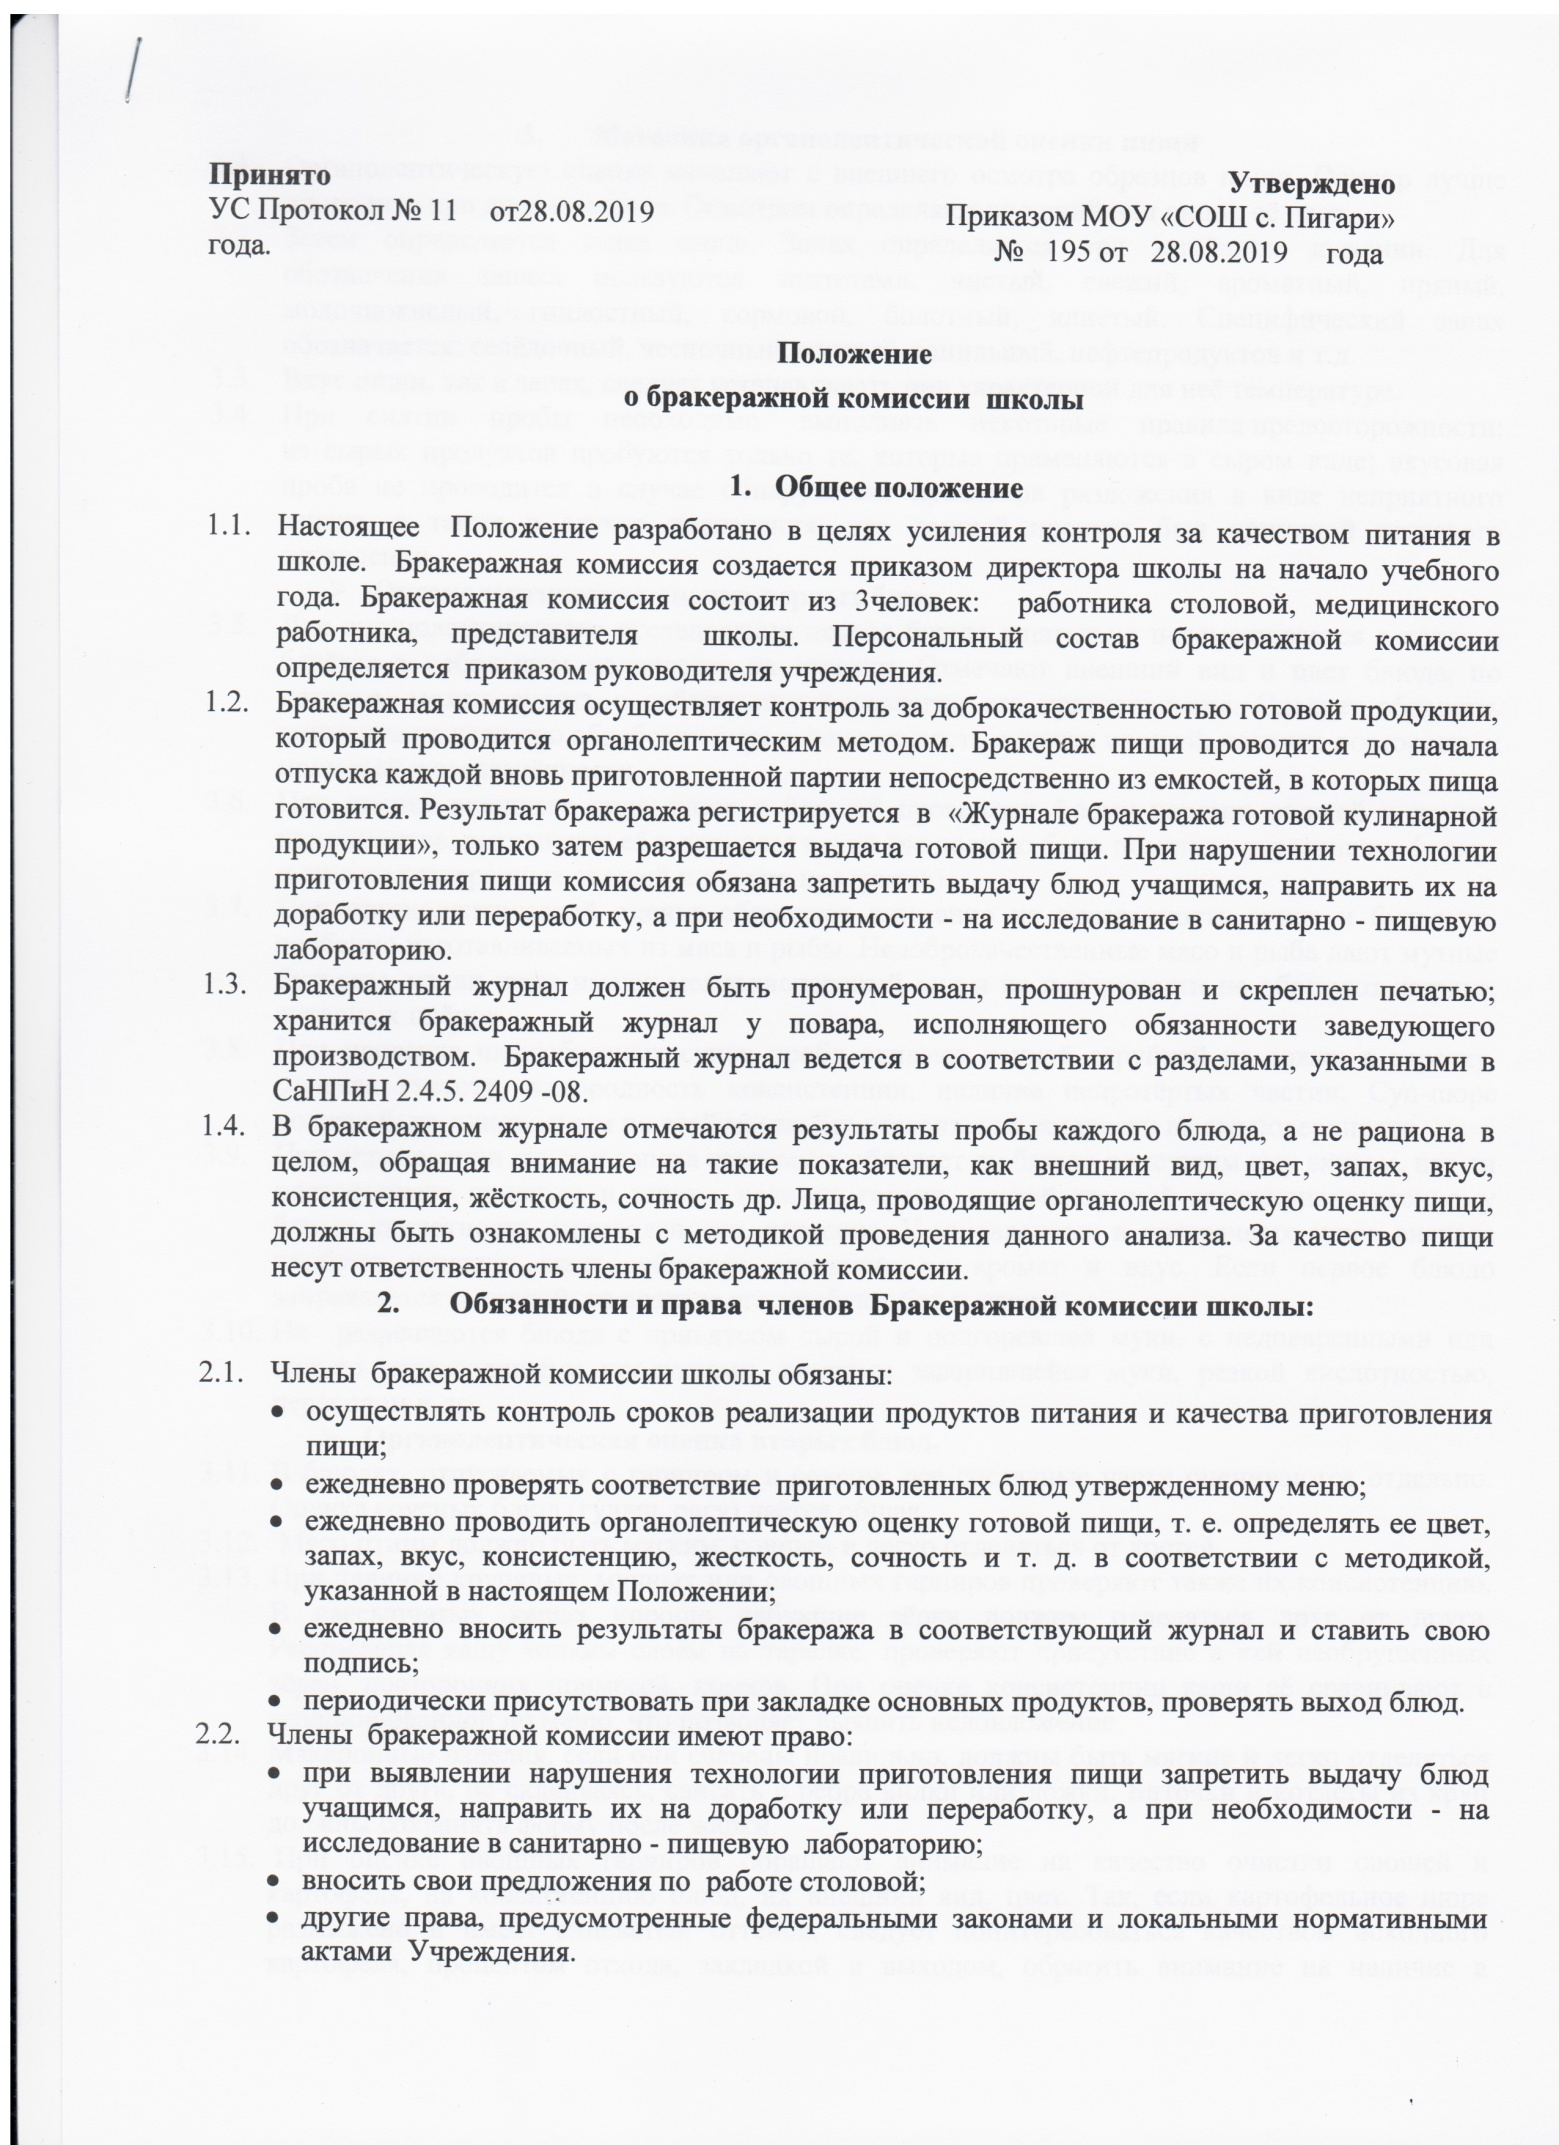 Принято
УС Протокол № 11 от28.08.2019
года.
Утверждено
Приказом МОУ «СОШ с. Пигари»
№ 195 от 28.08.2019 года
Положение
о бракеражной комиссии школы
1. Общее положение
1.1. Настоящее Положение разработано в целях усиления контроля за качеством питания в
школе. Бракеражная комиссия создается приказом директора школы на начало учебного
года. Бракеражная комиссия состоит из 3человек: работника столовой, медицинского
работника, представителя школы. Персональный состав бракеражной комиссии
определяется приказом руководителя учреждения.
1.2. Бракеражная комиссия осуществляет контроль за доброкачественностью готовой продукции,
который проводится органолептическим методом. Бракераж пищи проводится до начала
отпуска каждой вновь приготовленной партии непосредственно из емкостей, в которых пища
готовится. Результат бракеража регистрируется в «Журнале бракеража готовой кулинарной
продукции», только затем разрешается выдача готовой пищи. При нарушении технологии
приготовления пищи комиссия обязана запретить выдачу блюд учащимся, направить их на
доработку или переработку, а при необходимости - на исследование в санитарно - пищевую
лабораторию.
1.3. Бракеражный журнал должен быть пронумерован, прошнурован и скреплен печатью;
хранится бракеражный журнал у повара, исполняющего обязанности заведующего
производством. Бракеражный журнал ведется в соответствии с разделами, указанными в
СаНПиН 2.4.5. 2409 -08.
1.4. В бракеражном журнале отмечаются результаты пробы каждого блюда, а не рациона в
целом, обращая внимание на такие показатели, как внешний вид, цвет, запах, вкус,
консистенция, жёсткость, сочность др. Лица, проводящие органолептическую оценку пищи,
должны быть ознакомлены с методикой проведения данного анализа. За качество пищи
несут ответственность члены бракеражной комиссии.
2. Обязанности и права членов Бракеражной комиссии школы:
2.1. Члены бракеражной комиссии школы обязаны:
• осуществлять контроль сроков реализации продуктов питания и качества приготовления
пищи;
• ежедневно проверять соответствие приготовленных блюд утвержденному меню;
• ежедневно проводить органолептическую оценку готовой пищи, т. е. определять ее цвет,
запах, вкус, консистенцию, жесткость, сочность и т. д. в соответствии с методикой,
указанной в настоящем Положении;
• ежедневно вносить результаты бракеража в соответствующий журнал и ставить свою
подпись;
• периодически присутствовать при закладке основных продуктов, проверять выход блюд.
2.2. Члены бракеражной комиссии имеют право:
• при выявлении нарушения технологии приготовления пищи запретить выдачу блюд
учащимся, направить их на доработку или переработку, а при необходимости - на
исследование в санитарно - пищевую лабораторию;
• вносить свои предложения по работе столовой;
• другие права, предусмотренные федеральными законами и локальными нормативными
актами Учреждения.